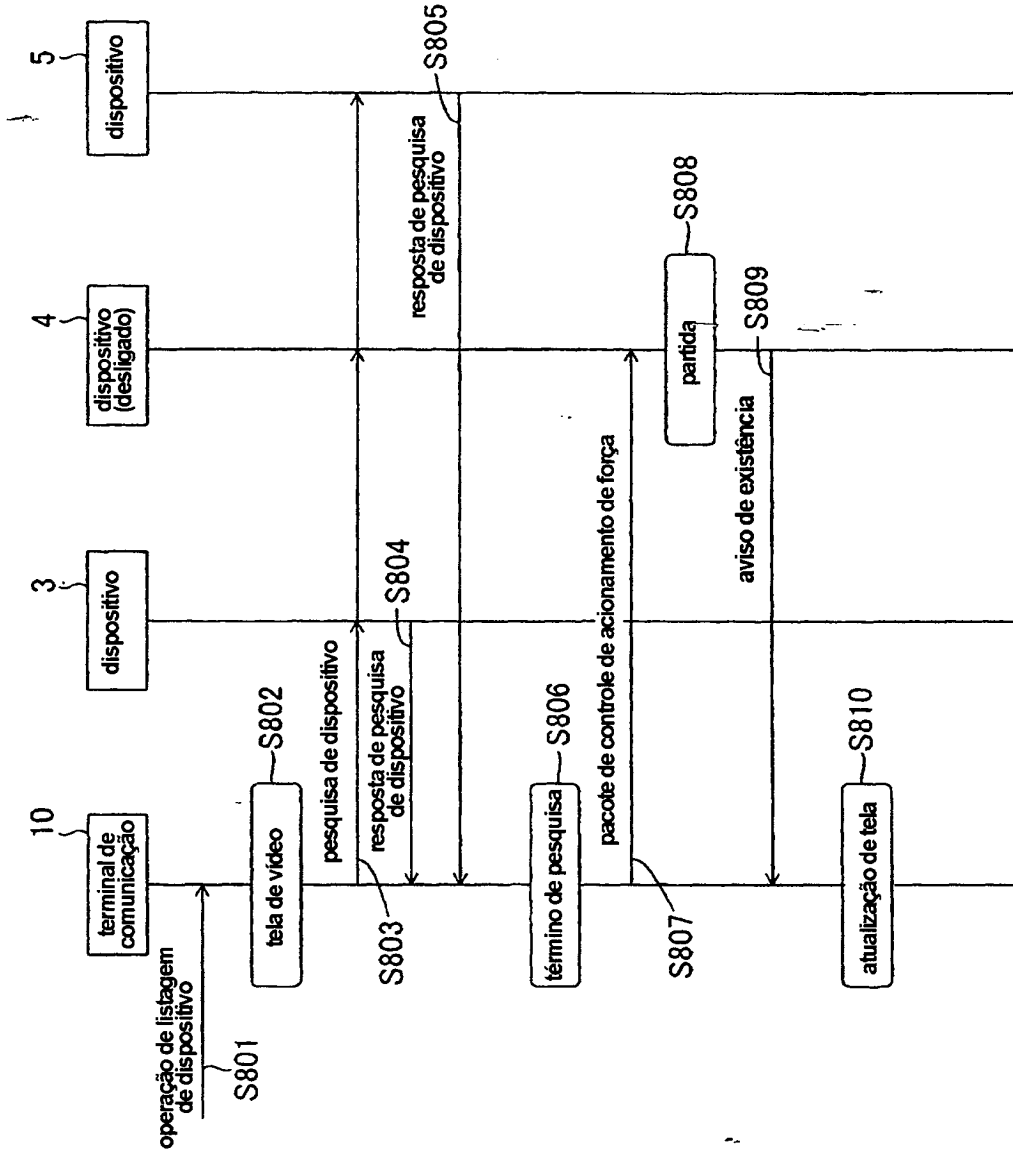 10
terminal de
comunicação
3
dispositivo
4
dispositivo
(desligado)
5
dispositivo
operação de listagem
de dispositivo
S801
tela de vídeo
S802
pesquisa de dispositivo
S803
resposta de pesquisa
de dispositivo
S804
resposta de pesquisa
de dispositivo
S805
término de pesquisa
S806
pacote de controle de acionamento de força
S807
partida
S808
aviso de existência
S809
atualização de tela
S810